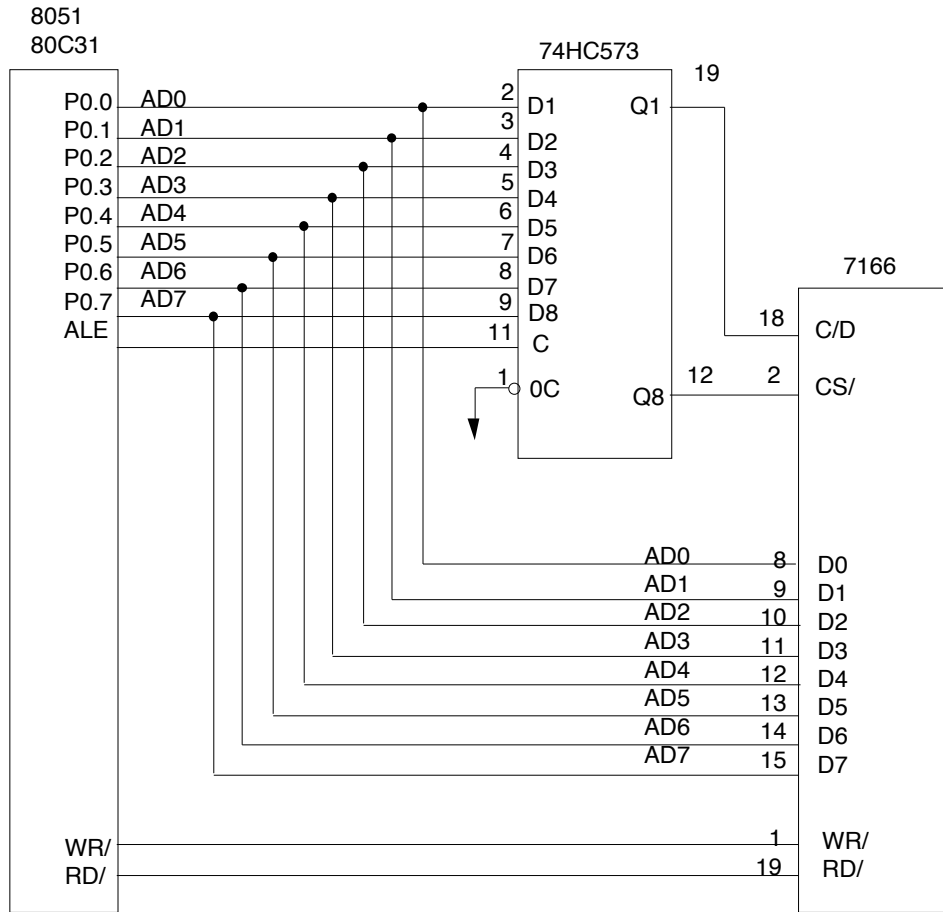 8051
80C31
74HC573
19
P0.0 AD0 2 D1 Q1
P0.1 AD1 3 D2
P0.2 AD2 4 D3
P0.3 AD3 5 D4
P0.4 AD4 6 D5
P0.5 AD5 7 D6
P0.6 AD6 8 D7
P0.7 AD7 9 D8
ALE 11 C
1 0C Q8 12
7166
18 C/D
2 CS/
AD0 8 D0
AD1 9 D1
AD2 10 D2
AD3 11 D3
AD4 12 D4
AD5 13 D5
AD6 14 D6
AD7 15 D7
WR/ 1 WR/
RD/ 19 RD/